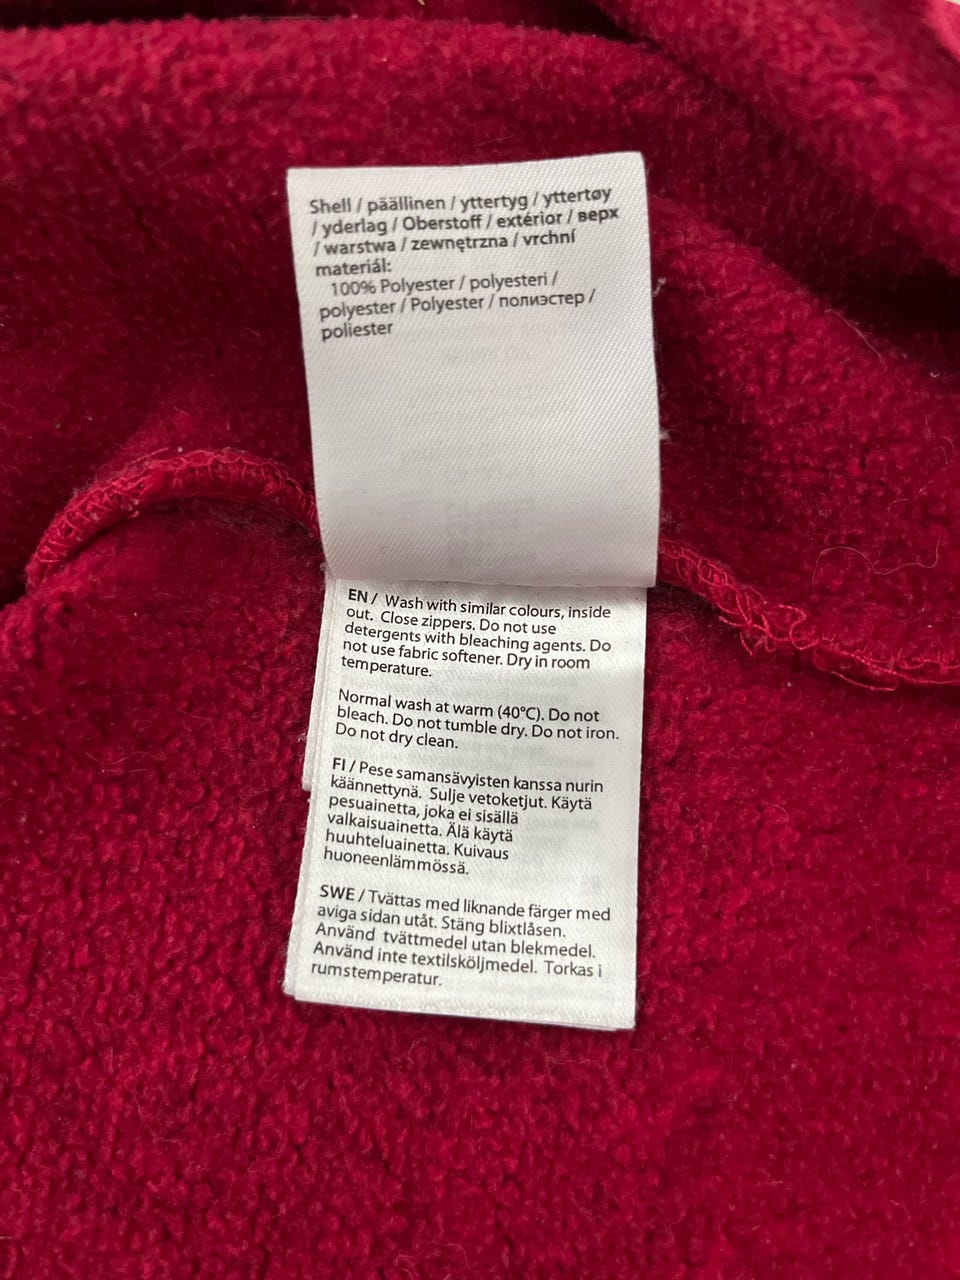 Shell / päällinen / yttertyg / yttertøy
/ yderlag / Oberstoff / extérior / верх
/ warstwa / zewnętrzna / vrchní
materiál:
100% Polyester / polyesteri /
polyester / Polyester / полиэстер /
poliester
EN / Wash with similar colours, inside
out. Close zippers. Do not use
detergents with bleaching agents. Do
not use fabric softener. Dry in room
temperature.
Normal wash at warm (40°C). Do not
bleach. Do not tumble dry. Do not iron.
Do not dry clean.
FI / Pese samansävyisten kanssa nurin
käännettynä. Sulje vetoketjut. Käytä
pesuainetta, joka ei sisällä
valkaisuainetta. Älä käytä
huuhteluainetta. Kuivaus
huoneenlämmössä.
SWE / Tvättas med liknande färger med
aviga sidan utåt. Stäng blixtlåsen.
Använd tvättmedel utan blekmedel.
Använd inte textilsköljmedel. Torkas i
rumstemperatur.